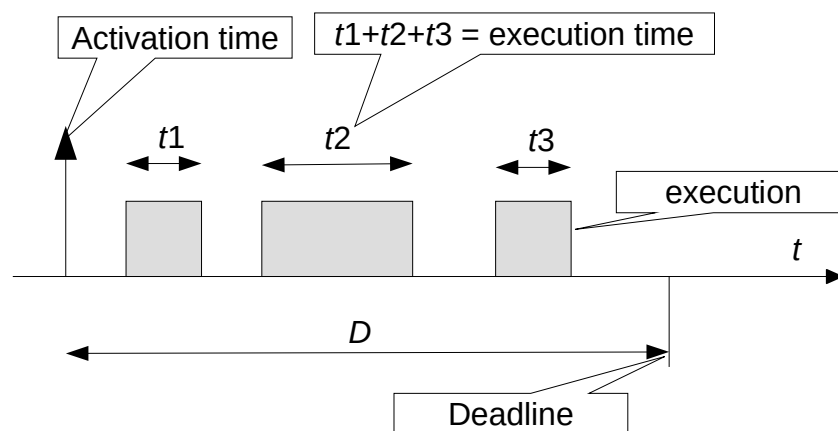 Activation time
t1+t2+t3 = execution time
t1
t2
t3
execution
t
D
Deadline